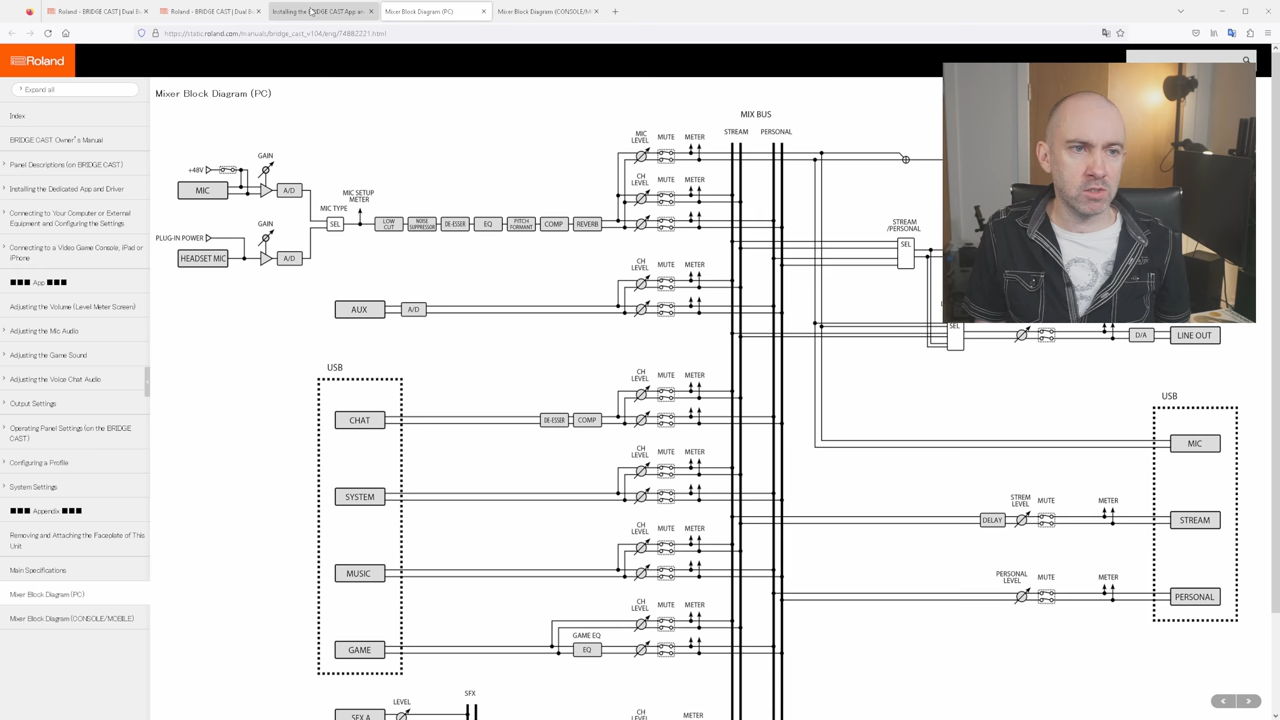 Roland - BRIDGE CAST | Dual B
Roland - BRIDGE CAST | Dual B
Installing the BRIDGE CAST App an
Mixer Block Diagram (PC)
Mixer Block Diagram (CONSOLE/M
https://static.roland.com/manuals/bridge_cast_v104/eng/74882221.html
Roland
Expand all
Index
BRIDGE CAST Owner's Manual
Panel Descriptions (on BRIDGE CAST)
Installing the Dedicated App and Driver
Connecting to Your Computer or External
Equipment and Configuring the Settings
Connecting to a Video Game Console, iPad or
iPhone
■■■ App ■■■
Adjusting the Volume (Level Meter Screen)
Adjusting the Mic Audio
Adjusting the Game Sound
Adjusting the Voice Chat Audio
Output Settings
Operating Panel Settings (on the BRIDGE
CAST)
Configuring a Profile
System Settings
■■■ Appendix ■■■
Removing and Attaching the Faceplate of This
Unit
Main Specifications
Mixer Block Diagram (PC)
Mixer Block Diagram (CONSOLE/MOBILE)
Mixer Block Diagram (PC)
MIX BUS
STREAM PERSONAL
MIC LEVEL MUTE METER
+48V GAIN
MIC A/D
CH LEVEL MUTE METER
MIC SETUP METER
MIC TYPE
SEL LOW CUT NOISE SUPPRESSOR DE-ESSER EQ PITCH FORMANT COMP REVERB
PLUG-IN POWER GAIN
HEADSET MIC A/D
STREAM /PERSONAL
SEL
CH LEVEL MUTE METER
AUX A/D
SEL D/A LINE OUT
USB
CH LEVEL MUTE METER
CHAT DE-ESSER COMP
USB
MIC
CH LEVEL MUTE METER
SYSTEM
STREM LEVEL MUTE METER
DELAY STREAM
CH LEVEL MUTE METER
MUSIC
PERSONAL LEVEL MUTE METER
PERSONAL
CH LEVEL MUTE METER
GAME EQ
GAME EQ
SFX
LEVEL
SFX A
CH LEVEL METER